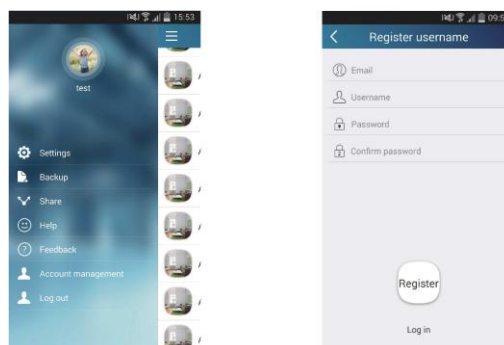 15:53
test
Settings
Backup
Share
Help
Feedback
Account management
Log out
Register username
Email
Username
Password
Confirm password
Register
Log in